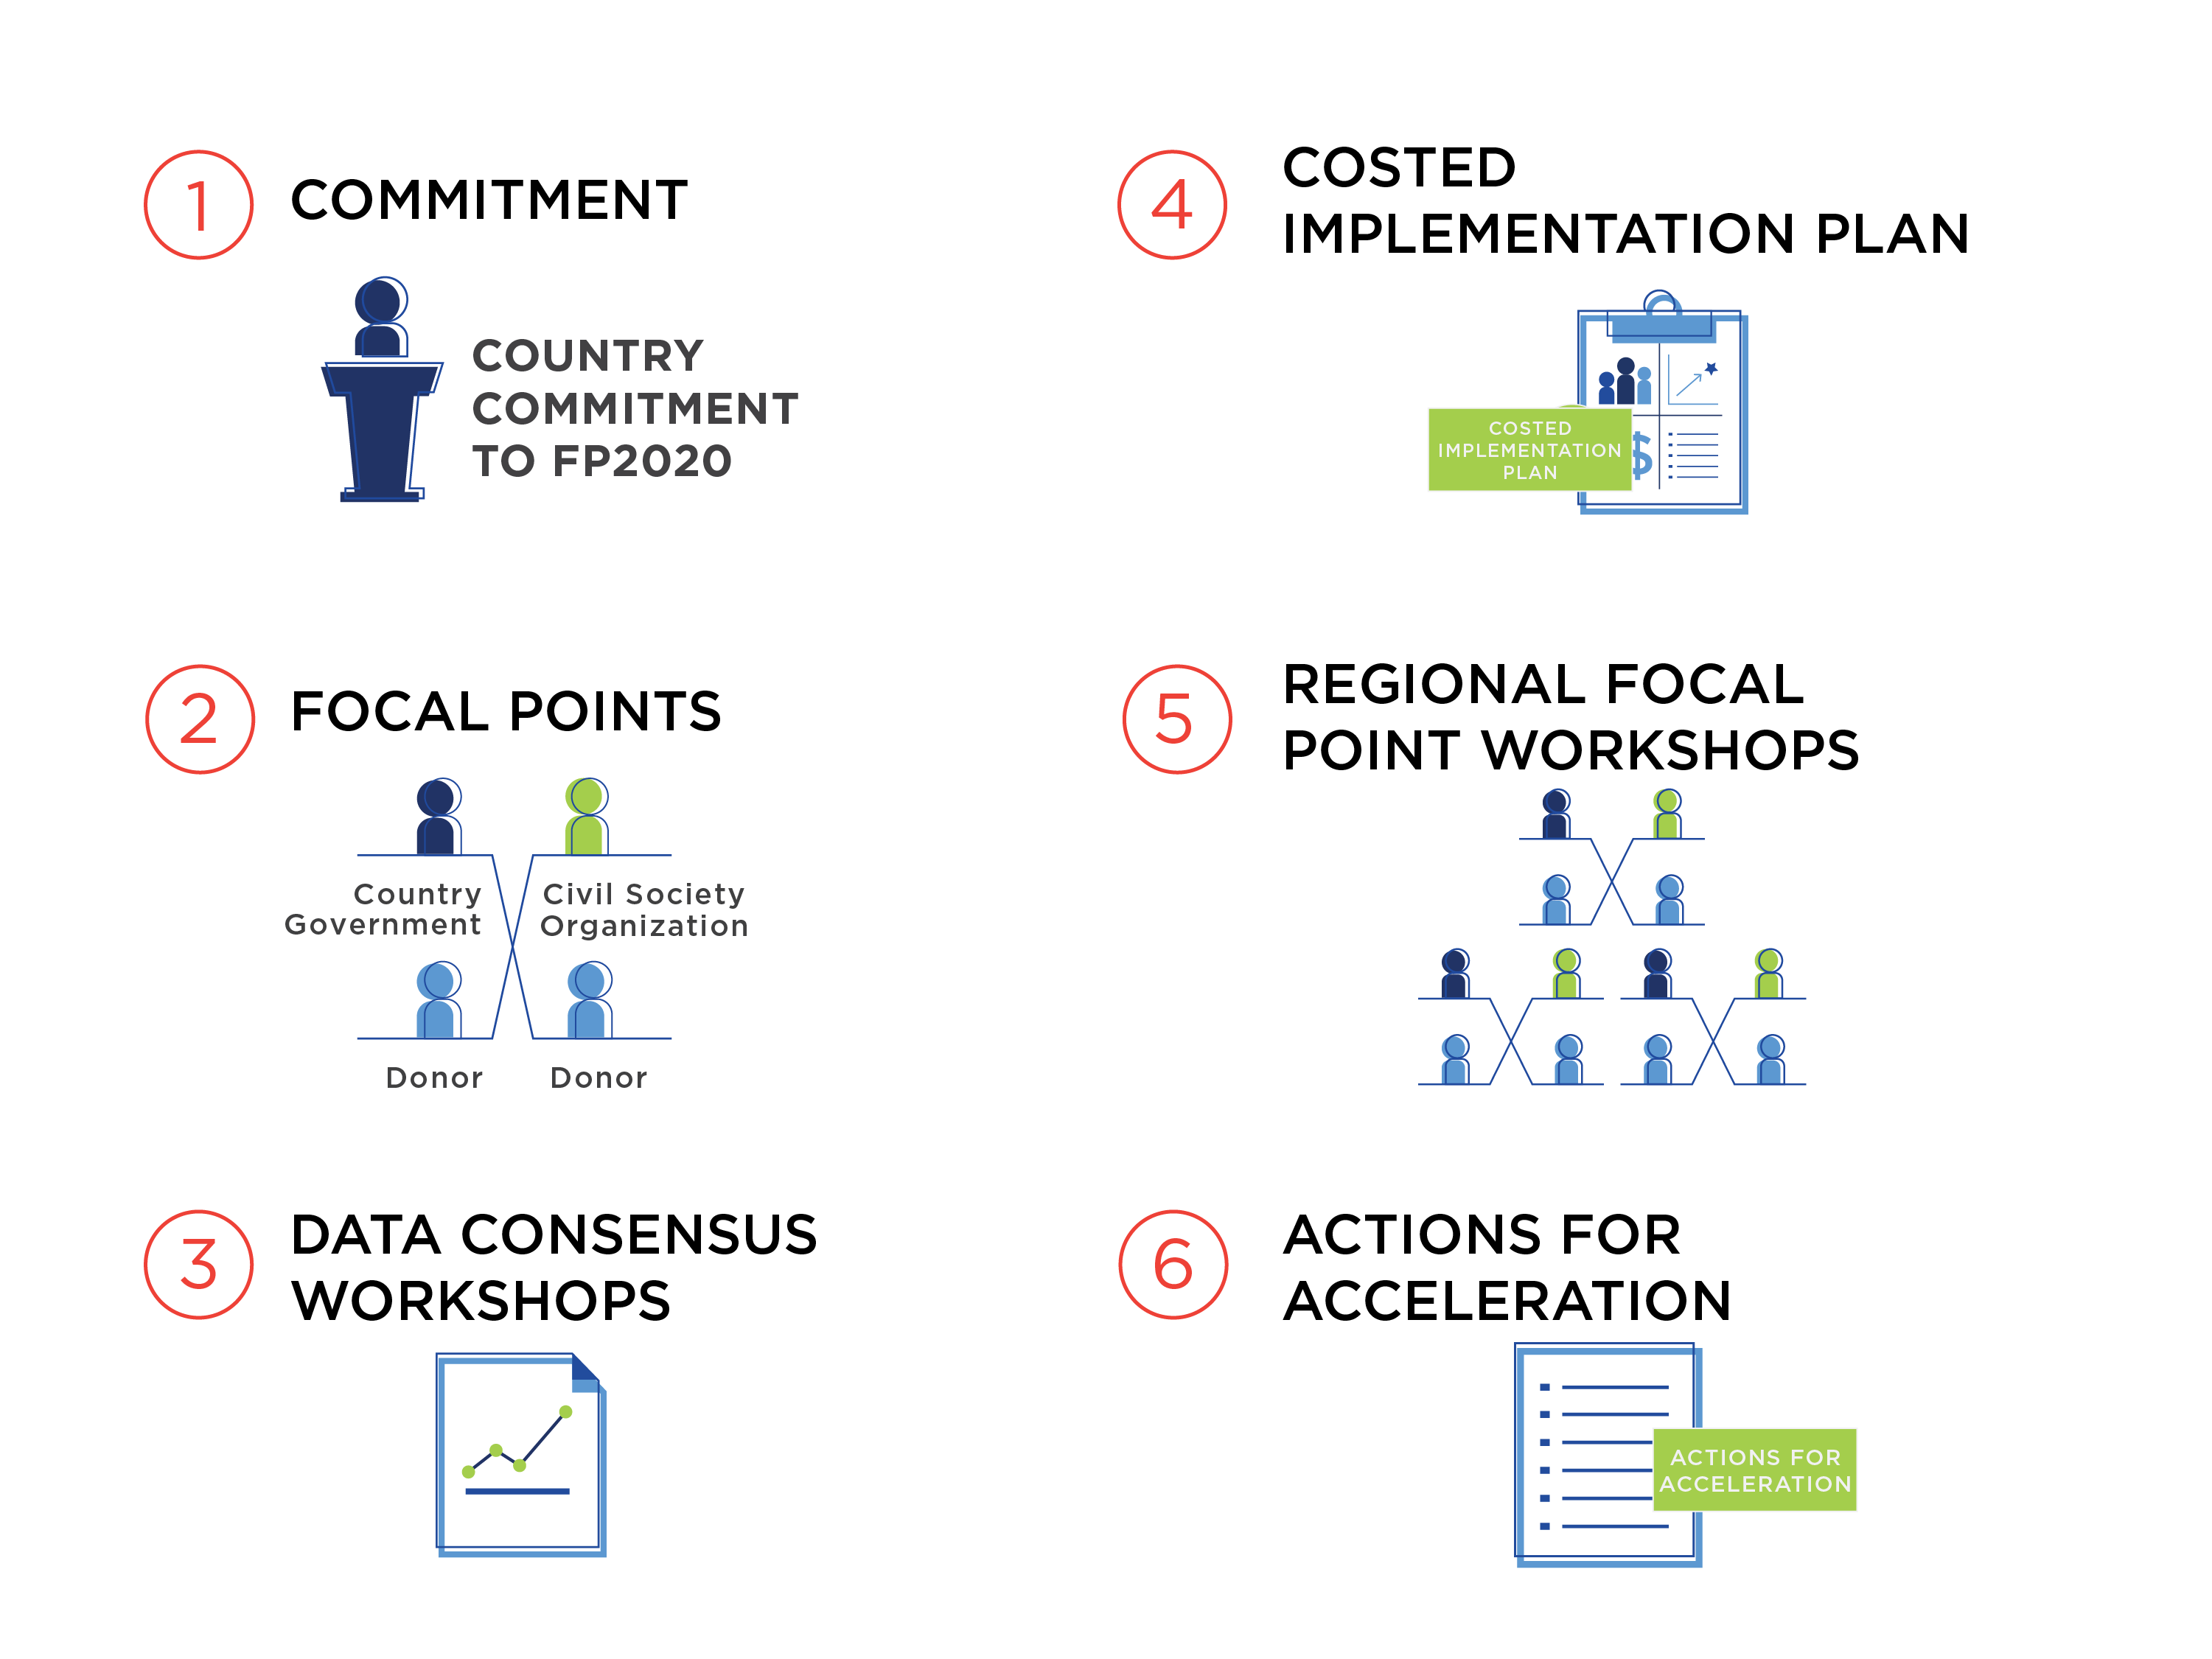 1
COMMITMENT
COUNTRY
COMMITMENT
TO FP2020
2
FOCAL POINTS
Country
Government
Civil Society
Organization
Donor
Donor
3
DATA CONSENSUS
WORKSHOPS
4
COSTED
IMPLEMENTATION PLAN
COSTED
IMPLEMENTATION
PLAN
$
5
REGIONAL FOCAL
POINT WORKSHOPS
6
ACTIONS FOR
ACCELERATION
ACTIONS FOR
ACCELERATION